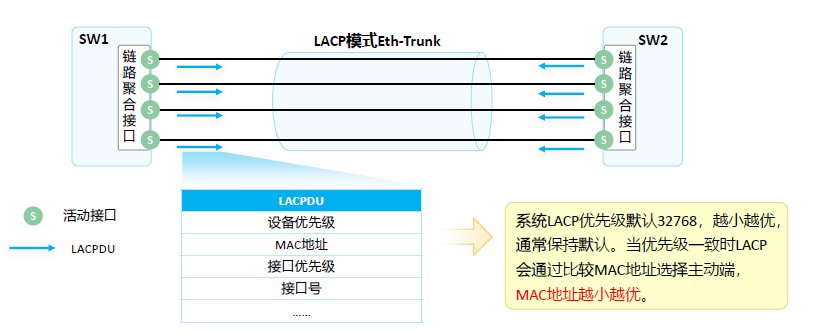 LACP模式Eth-Trunk
SW1
SW2
链路聚合接口
链路聚合接口
S
S
S
S
S
S
S
S
S 活动接口
LACPDU
LACPDU
设备优先级
MAC地址
接口优先级
接口号
……
系统LACP优先级默认32768，越小越优，
通常保持默认。当优先级一致时LACP
会通过比较MAC地址选择主动端，
MAC地址越小越优。